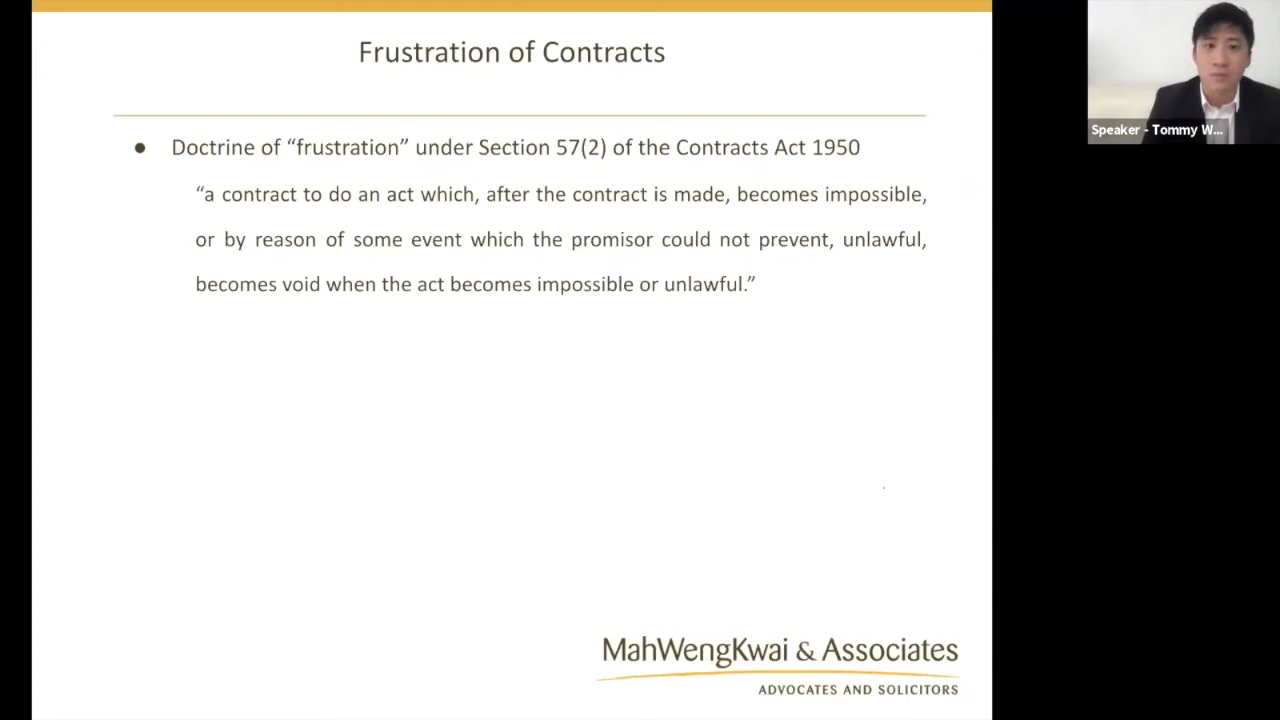 Frustration of Contracts
Speaker - Tommy W...
● Doctrine of “frustration” under Section 57(2) of the Contracts Act 1950
“a contract to do an act which, after the contract is made, becomes impossible,
or by reason of some event which the promisor could not prevent, unlawful,
becomes void when the act becomes impossible or unlawful.”
MahWengKwai & Associates
ADVOCATES AND SOLICITORS